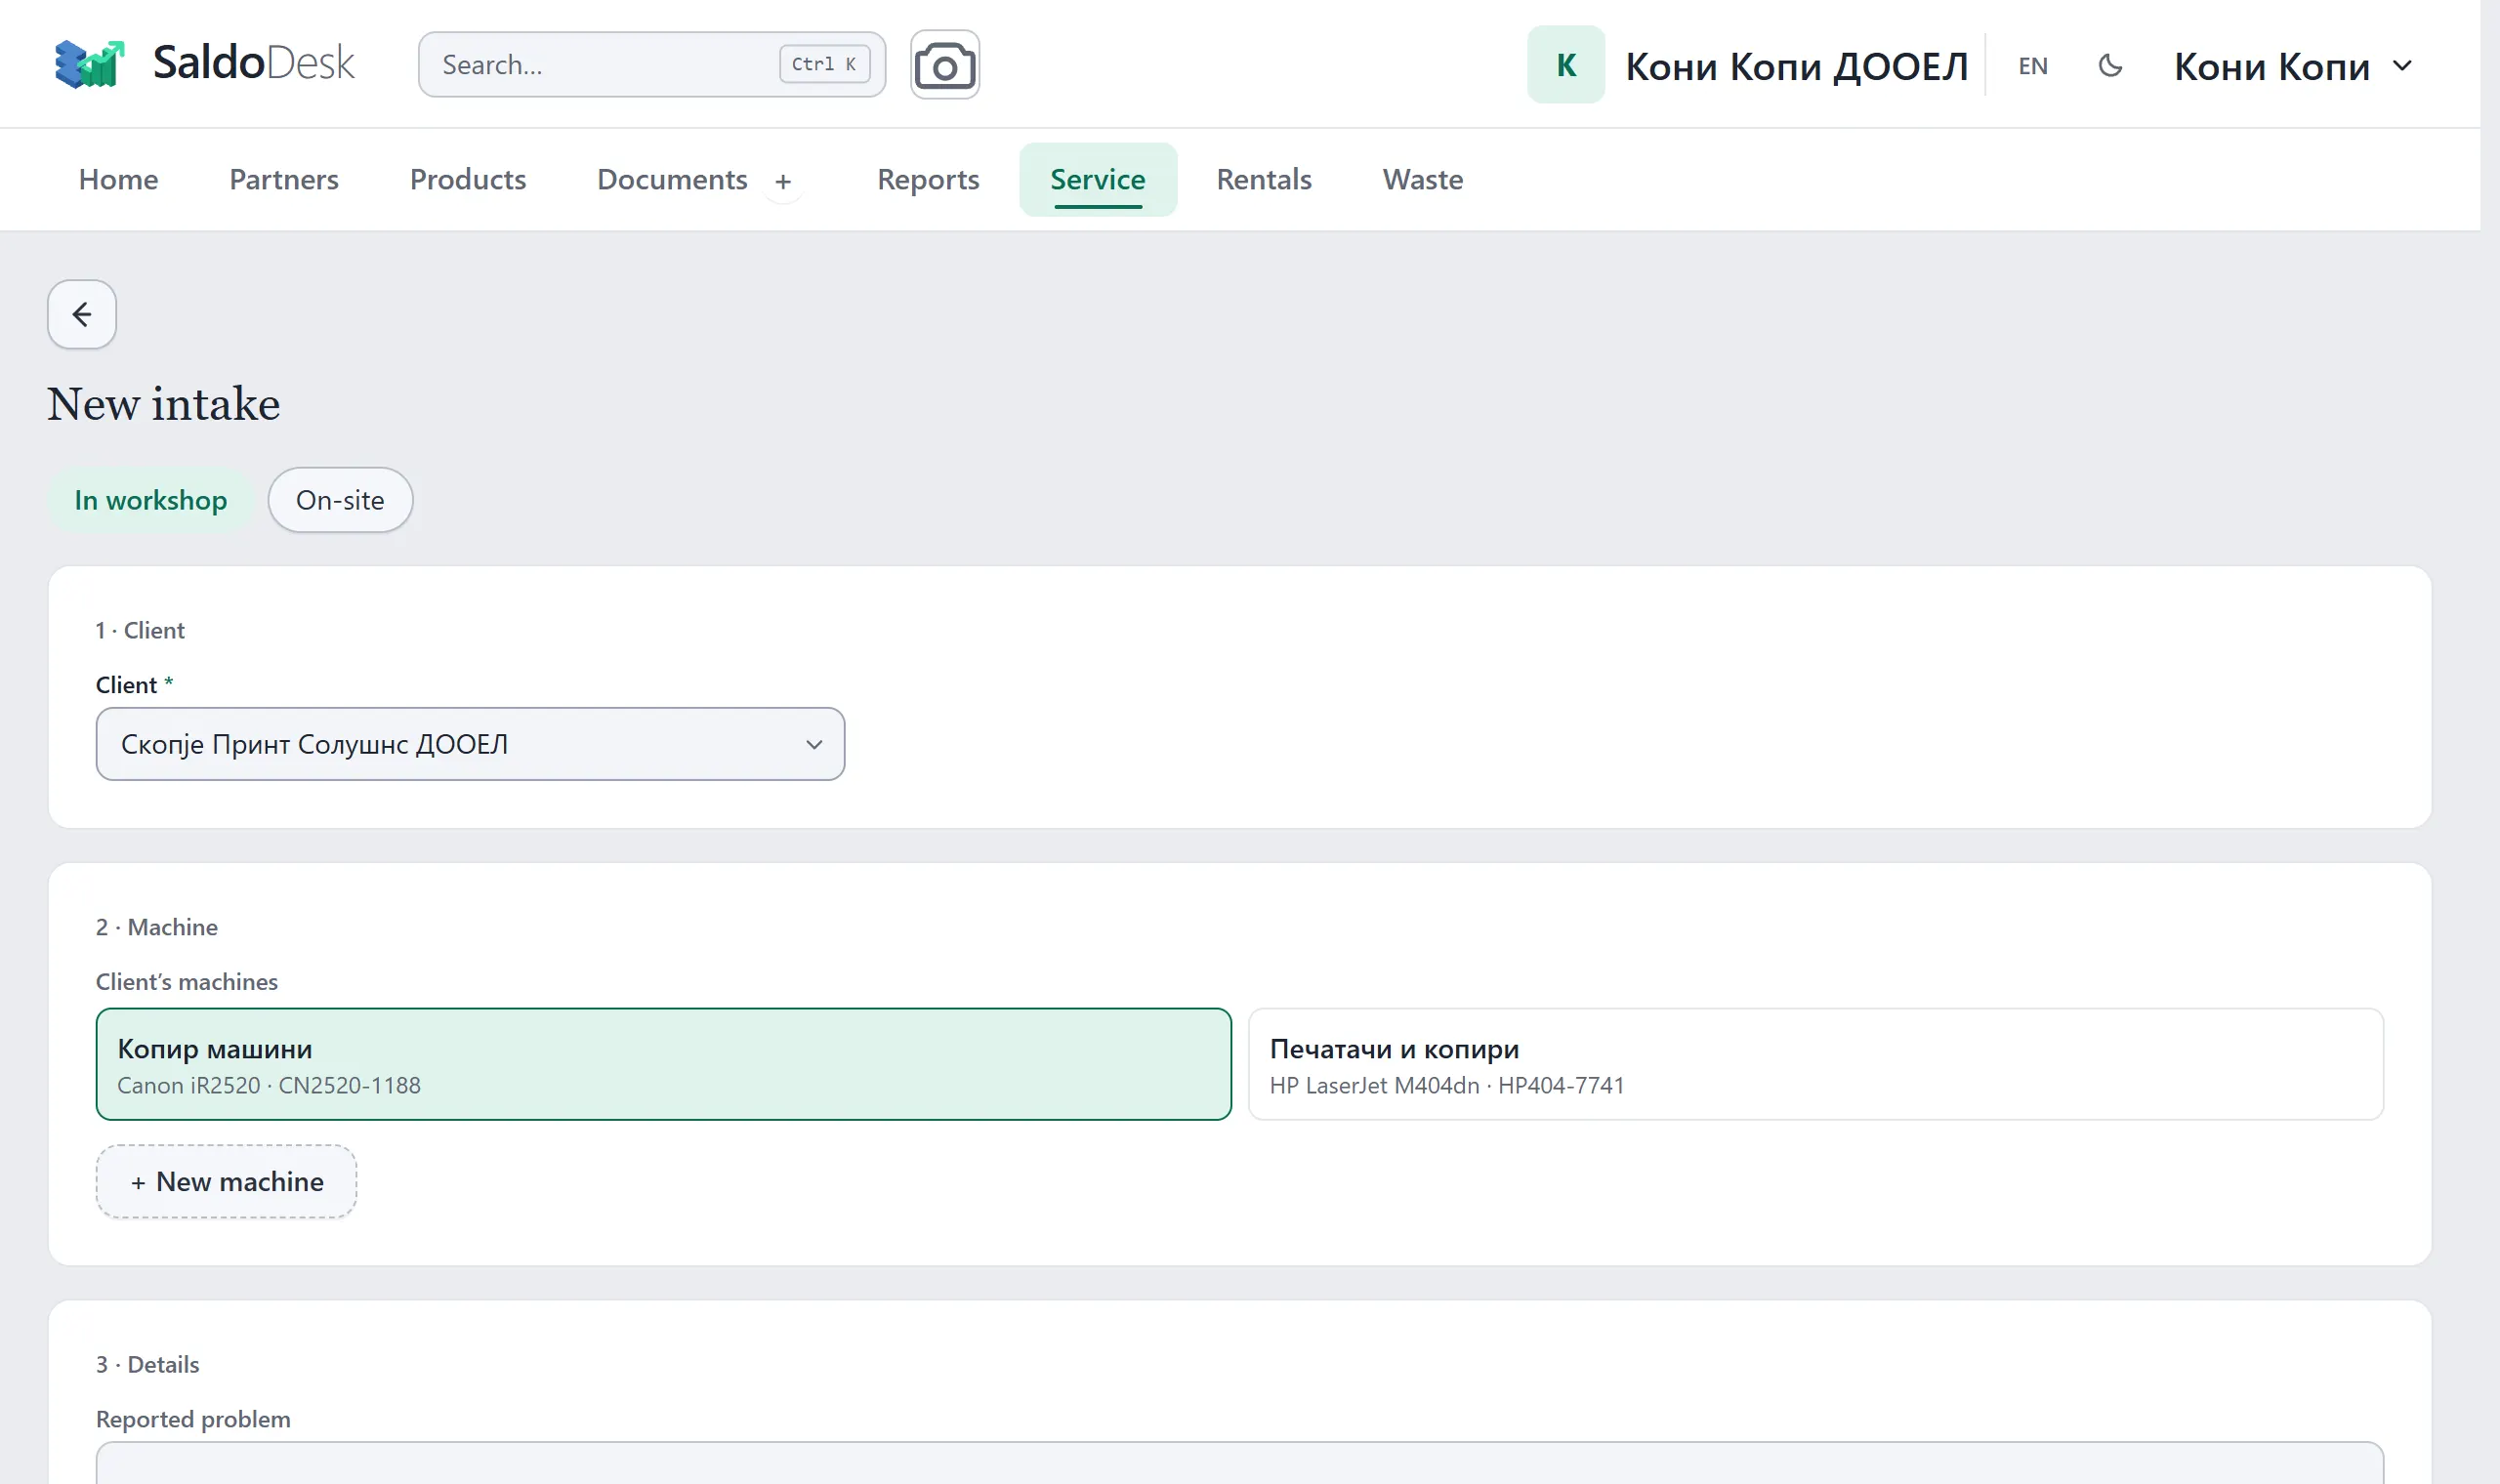 SaldoDesk
Search...
Ctrl K
K
Кони Копи ДООЕЛ
EN
Кони Копи
Home
Partners
Products
Documents +
Reports
Service
Rentals
Waste
New intake
In workshop
On-site
1 · Client
Client *
Скопје Принт Солушнс ДООЕЛ
2 · Machine
Client’s machines
Копир машини
Canon iR2520 · CN2520-1188
Печатачи и копири
HP LaserJet M404dn · HP404-7741
+ New machine
3 · Details
Reported problem